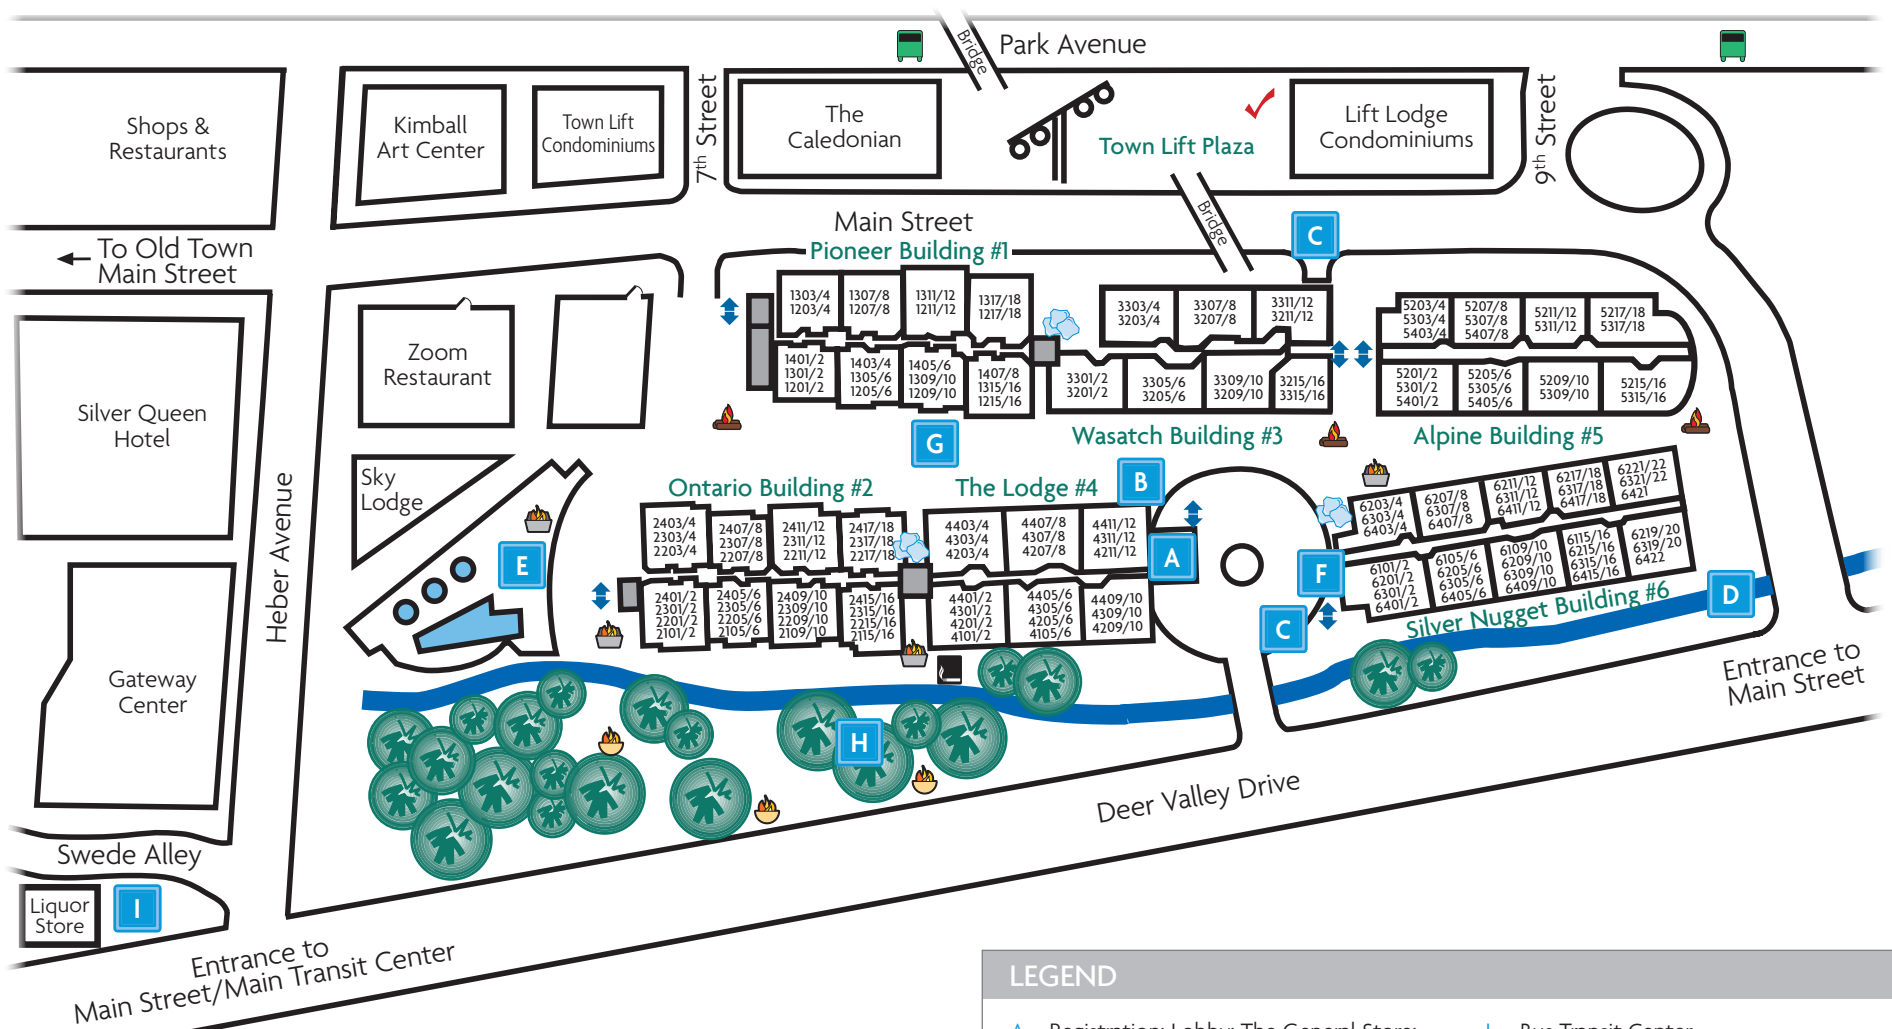 Park Avenue
Bridge
Shops &
Restaurants
Kimball
Art Center
Town Lift
Condominiums
7th Street
The
Caledonian
Town Lift Plaza
Lift Lodge
Condominiums
9th Street
Main Street
Bridge
C
To Old Town
Main Street
Pioneer Building #1
1303/4
1203/4
1307/8
1207/8
1311/12
1211/12
1317/18
1217/18
1401/2
1301/2
1201/2
1403/4
1305/6
1205/6
1405/6
1309/10
1209/10
1407/8
1315/16
1215/16
3303/4
3203/4
3307/8
3207/8
3311/12
3211/12
3301/2
3201/2
3305/6
3205/6
3309/10
3209/10
3215/16
3315/16
Wasatch Building #3
5203/4
5303/4
5403/4
5207/8
5307/8
5407/8
5211/12
5311/12
5217/18
5317/18
5201/2
5301/2
5401/2
5205/6
5305/6
5405/6
5209/10
5309/10
5215/16
5315/16
Alpine Building #5
Zoom
Restaurant
Silver Queen
Hotel
Heber Avenue
Sky
Lodge
G
B
Ontario Building #2
The Lodge #4
2403/4
2303/4
2203/4
2407/8
2307/8
2207/8
2411/12
2311/12
2211/12
2417/18
2317/18
2217/18
2401/2
2301/2
2201/2
2101/2
2405/6
2305/6
2205/6
2105/6
2409/10
2309/10
2209/10
2109/10
2415/16
2315/16
2215/16
2115/16
4403/4
4303/4
4203/4
4407/8
4307/8
4207/8
4411/12
4311/12
4211/12
4401/2
4301/2
4201/2
4101/2
4405/6
4305/6
4205/6
4105/6
4409/10
4309/10
4209/10
A
E
F
C
D
6203/4
6303/4
6403/4
6207/8
6307/8
6407/8
6211/12
6311/12
6411/12
6217/18
6317/18
6417/18
6221/22
6321/22
6421
6101/2
6201/2
6301/2
6401/2
6105/6
6205/6
6305/6
6405/6
6109/10
6209/10
6309/10
6409/10
6115/16
6215/16
6315/16
6415/16
6219/20
6319/20
6422
Silver Nugget Building #6
Gateway
Center
H
Entrance to
Main Street
Deer Valley Drive
Swede Alley
Liquor
Store
I
Entrance to
Main Street/Main Transit Center
LEGEND
A Registration; Lobby; The General Store;
I Bus Transit Center